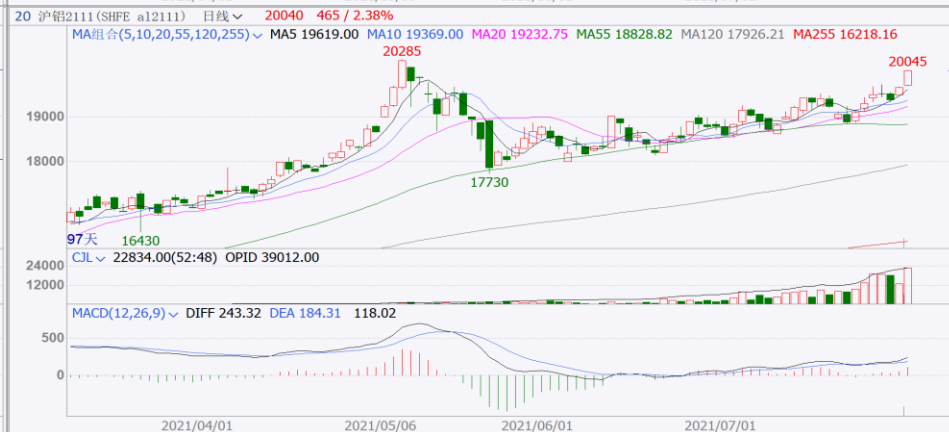 20 沪铝2111(SHFE al2111) 日线 20040 465 / 2.38%
MA组合(5,10,20,55,120,255) MA5 19619.00 MA10 19369.00 MA20 19232.75 MA55 18828.82 MA120 17926.21 MA255 16218.16
20285
20045
19000
18000
17730
97天
16430
CJL 22834.00(52:48) OPID 39012.00
24000
12000
MACD(12,26,9) DIFF 243.32 DEA 184.31 118.02
500
0
2021/04/01 2021/05/06 2021/06/01 2021/07/01